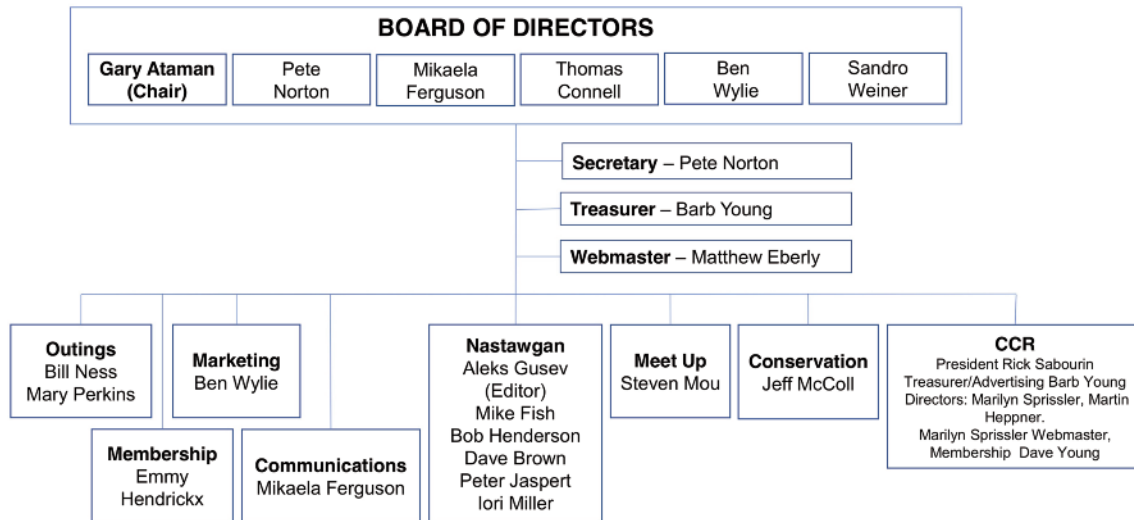 BOARD OF DIRECTORS
Gary Ataman
(Chair)
Pete
Norton
Mikaela
Ferguson
Thomas
Connell
Ben
Wylie
Sandro
Weiner
Secretary – Pete Norton
Treasurer – Barb Young
Webmaster – Matthew Eberly
Outings
Bill Ness
Mary Perkins
Membership
Emmy
Hendrickx
Marketing
Ben Wylie
Communications
Mikaela Ferguson
Nastawgan
Aleks Gusev
(Editor)
Mike Fish
Bob Henderson
Dave Brown
Peter Jaspert
Iori Miller
Meet Up
Steven Mou
Conservation
Jeff McColl
CCR
President Rick Sabourin
Treasurer/Advertising Barb Young
Directors: Marilyn Sprissler, Martin
Heppner.
Marilyn Sprissler Webmaster,
Membership Dave Young